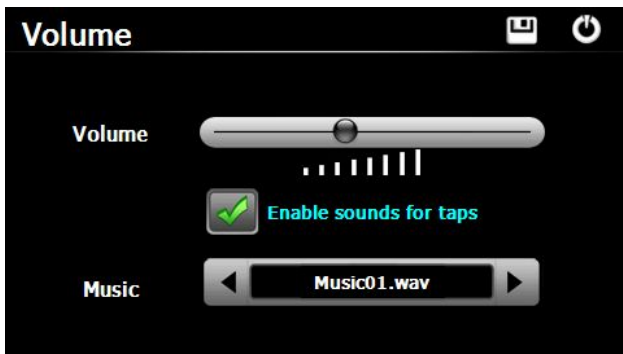 Volume
Volume
Enable sounds for taps
Music
Music01.wav